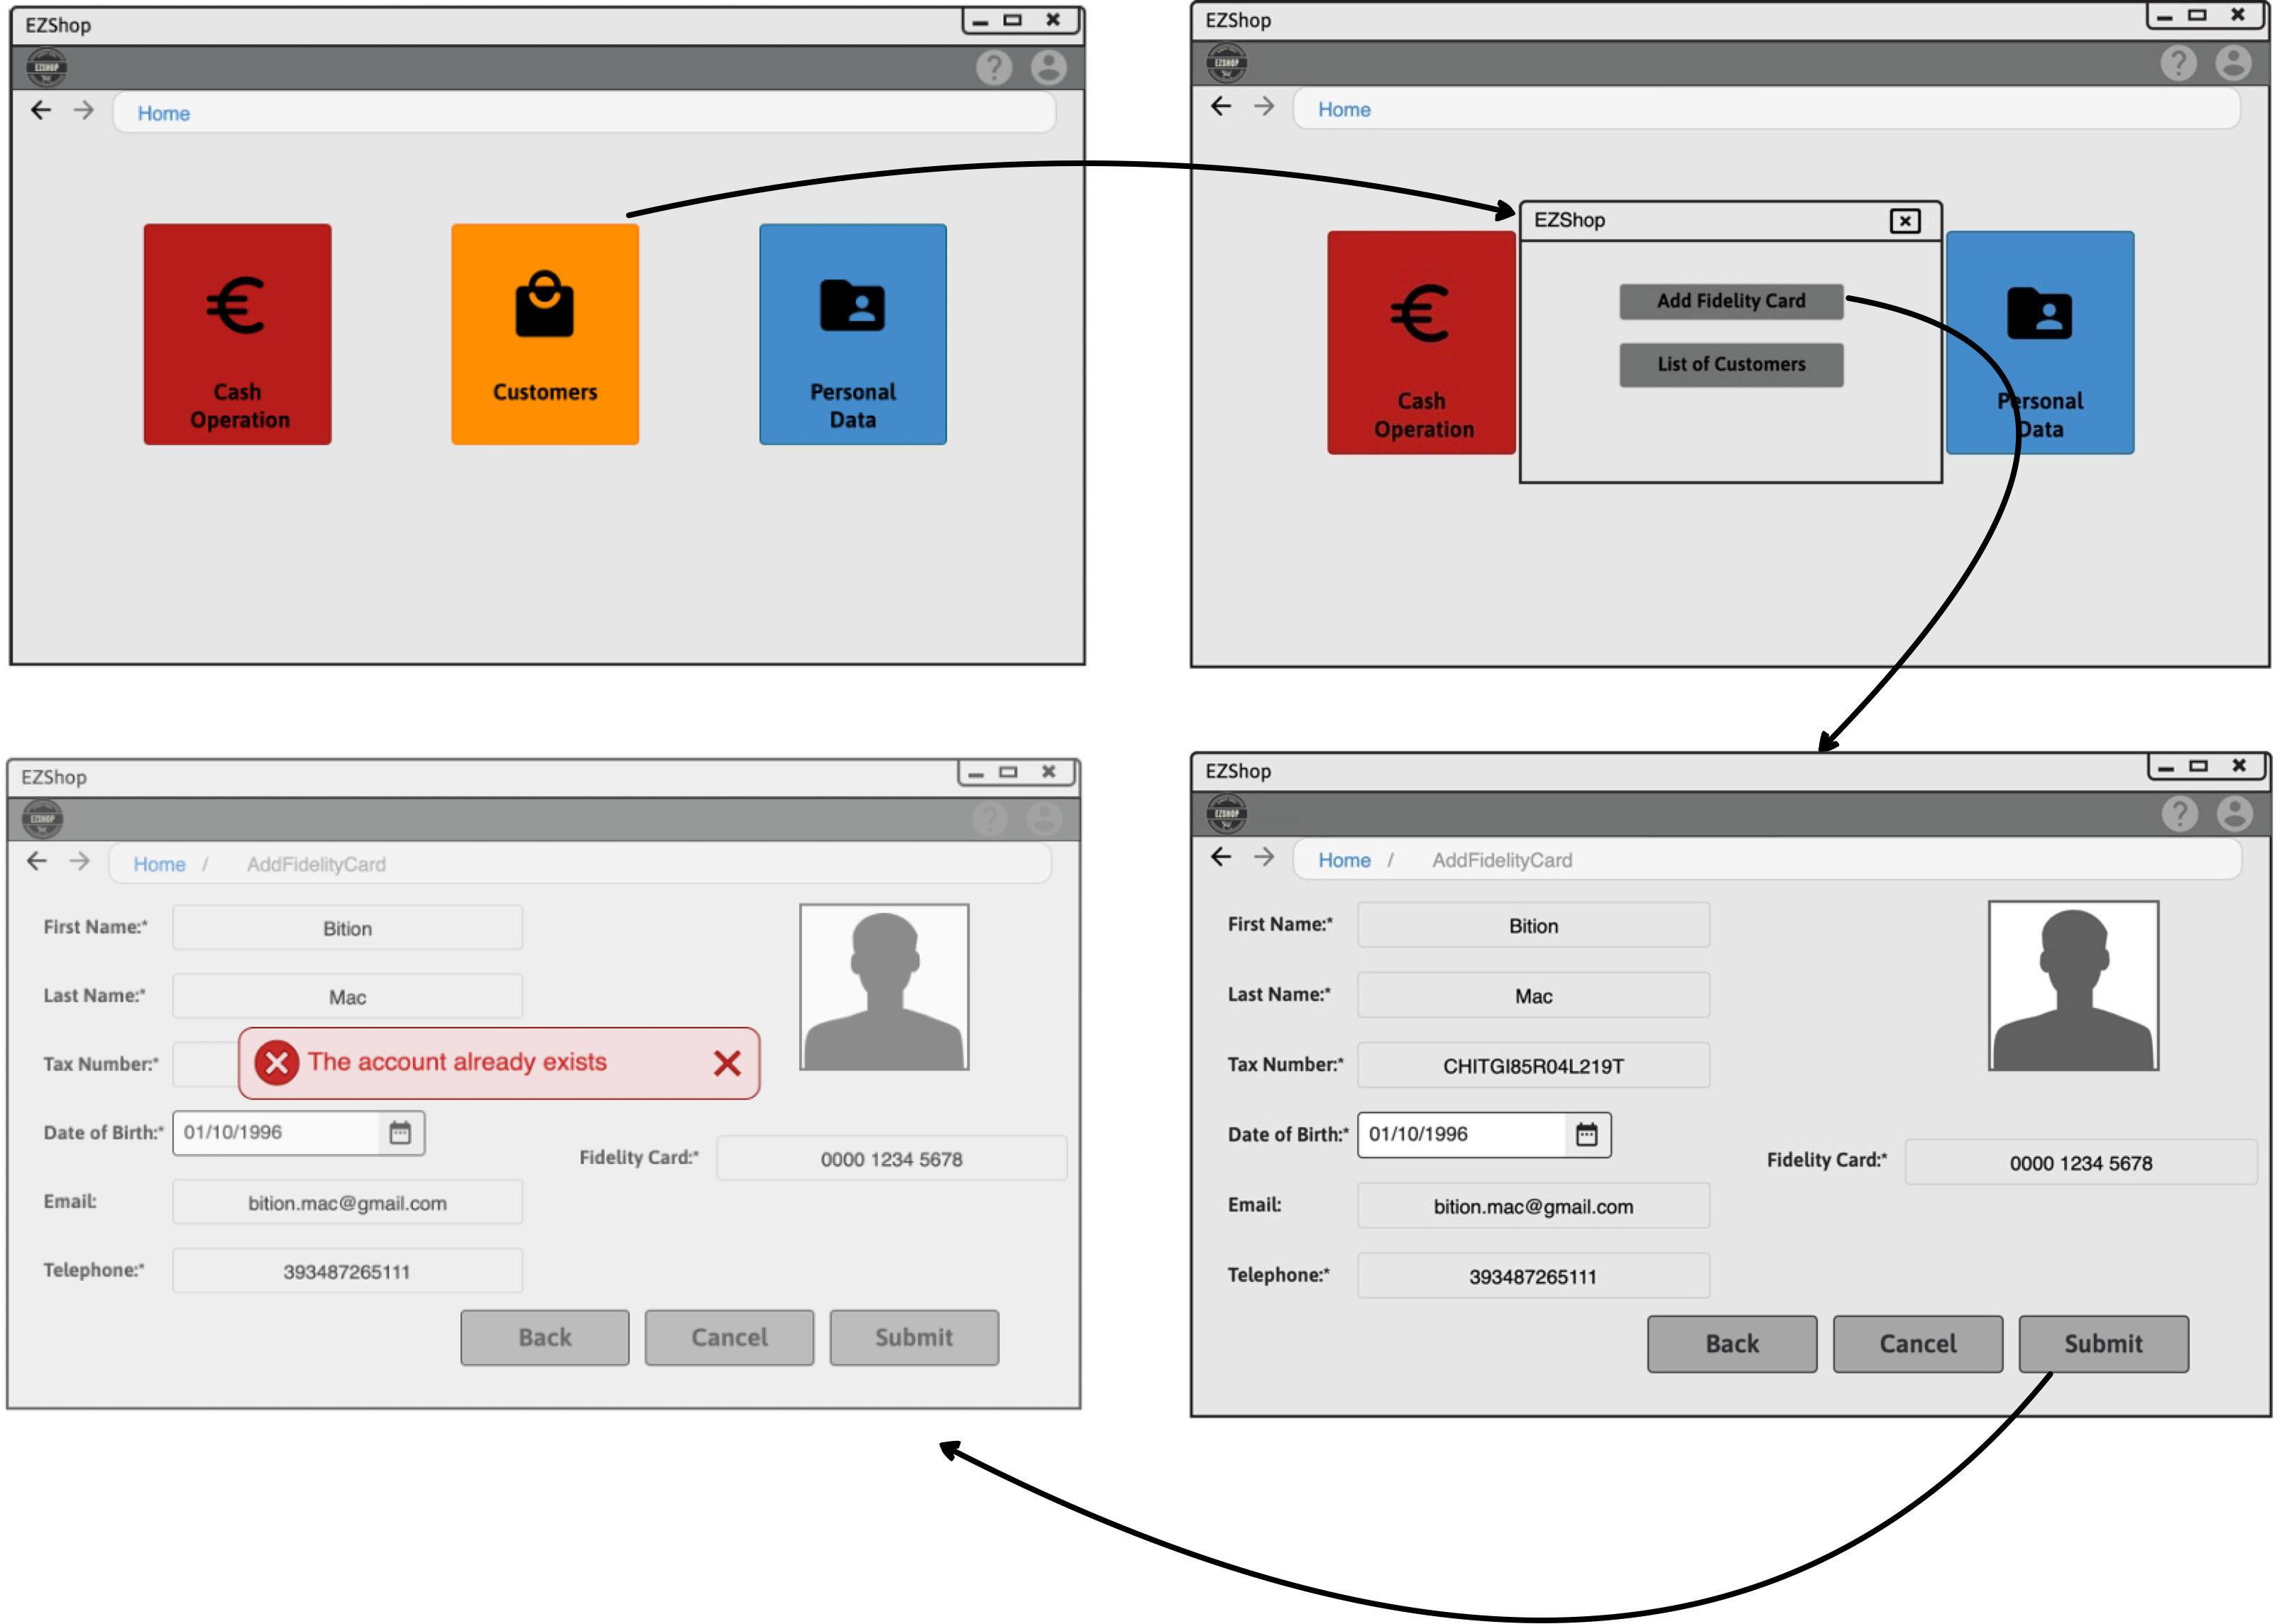 EZShop
EZSHOP
Home
Cash
Operation
Customers
Personal
Data
EZShop
EZSHOP
Home
Cash
Operation
EZShop
Add Fidelity Card
List of Customers
Personal
Data
EZShop
EZSHOP
Home / AddFidelityCard
First Name:* Bition
Last Name:* Mac
Tax Number:*
The account already exists
Date of Birth:* 01/10/1996
Fidelity Card:* 0000 1234 5678
Email: bition.mac@gmail.com
Telephone:* 393487265111
Back Cancel Submit
EZShop
EZSHOP
Home / AddFidelityCard
First Name:* Bition
Last Name:* Mac
Tax Number:* CHITGI85R04L219T
Date of Birth:* 01/10/1996
Fidelity Card:* 0000 1234 5678
Email: bition.mac@gmail.com
Telephone:* 393487265111
Back Cancel Submit